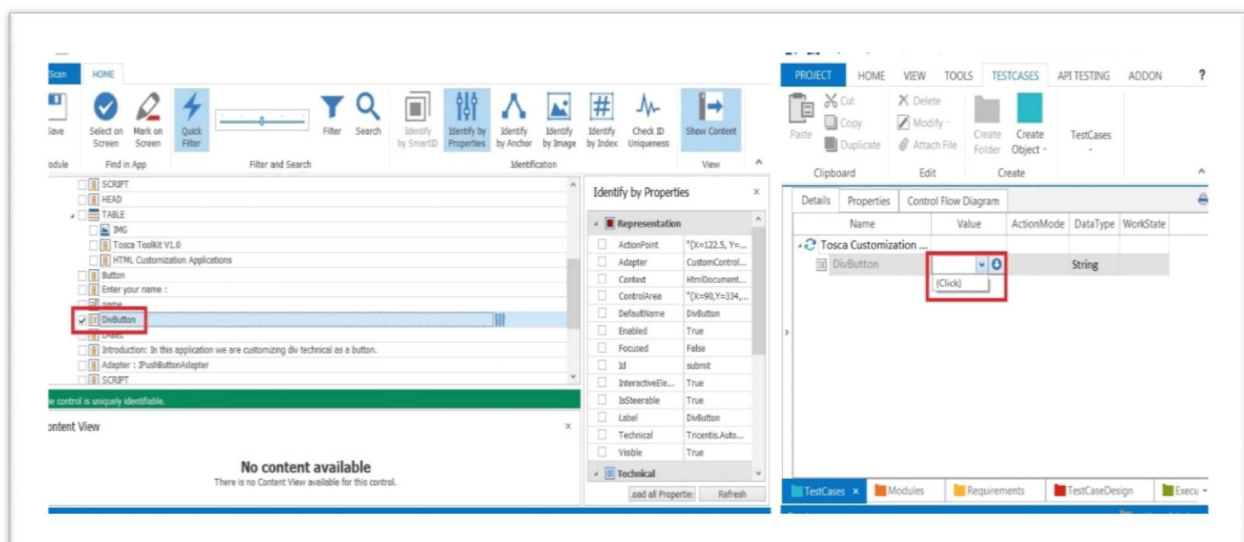 Scan HOME
Save
Select on Screen
Mark on Screen
Quick Filter
Filter
Search
Identify by SmartID
Identify by Properties
Identify by Anchor
Identify by Image
Identify by Index
Check ID Uniqueness
Show Content
Find in App
Filter and Search
Identification
View
SCRIPT
HEAD
TABLE
IMG
Tosca Toolkit V1.0
HTML Customization Applications
Button
Enter your name :
name
DivButton
LABEL
Introduction: In this application we are customizing div technical as a button.
Adapter : IPushButtonAdapter
SCRIPT
control is uniquely identifiable.
No content available
There is no Content View available for this control.
Identify by Properties
Representation
ActionPoint "{X=122.5, Y=...
Adapter CustomControl...
Context HtmlDocument...
ControlArea "{X=90,Y=334,...
DefaultName DivButton
Enabled True
Focused False
Id submit
InteractiveEle... True
IsSteerable True
Label DivButton
Technical Tricentis.Auto...
Visible True
Technical
Refresh
PROJECT HOME VIEW TOOLS TESTCASES API TESTING ADDON ?
Paste
Cut
Copy
Duplicate
Delete
Modify
Attach File
Create Folder
Create Object
TestCases
Clipboard Edit Create
Details Properties Control Flow Diagram
Name Value ActionMode DataType WorkState
Tosca Customization ...
DivButton String
{Click}
TestCases x Modules Requirements TestCaseDesign Execu